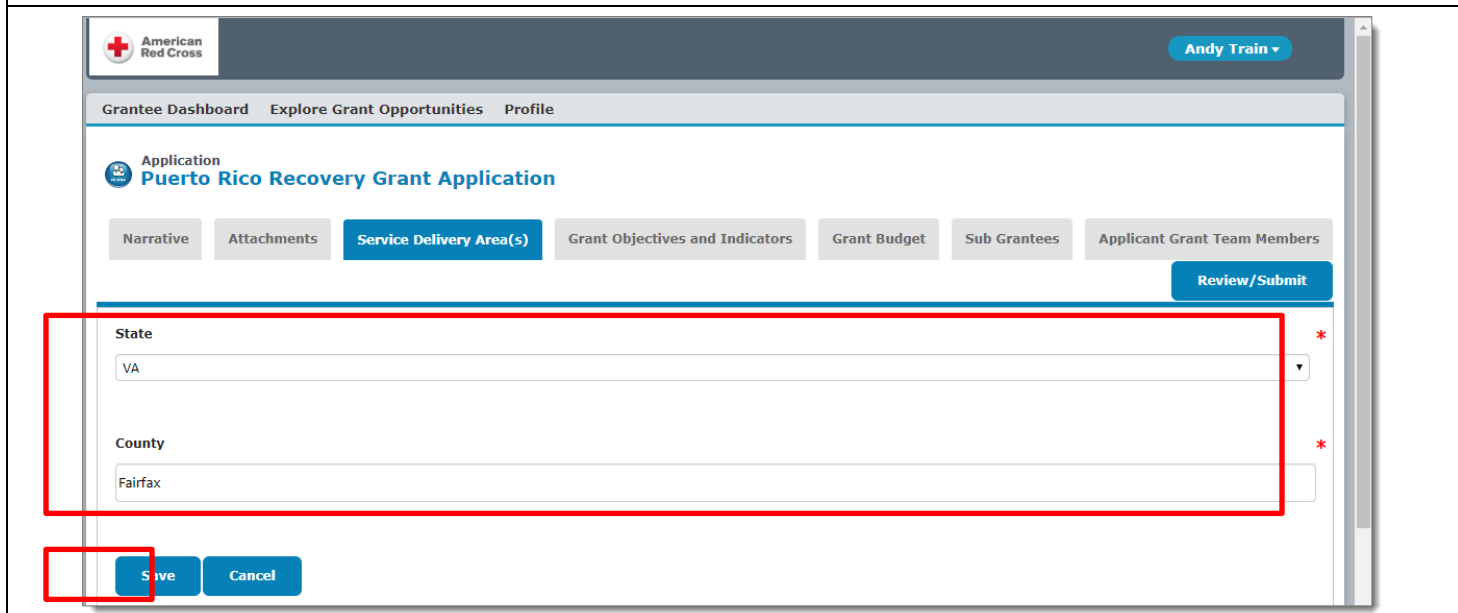 American
Red Cross
Andy Train
Grantee Dashboard Explore Grant Opportunities Profile
Application
Puerto Rico Recovery Grant Application
Narrative Attachments Service Delivery Area(s) Grant Objectives and Indicators Grant Budget Sub Grantees Applicant Grant Team Members
Review/Submit
State *
VA
County *
Fairfax
Save Cancel